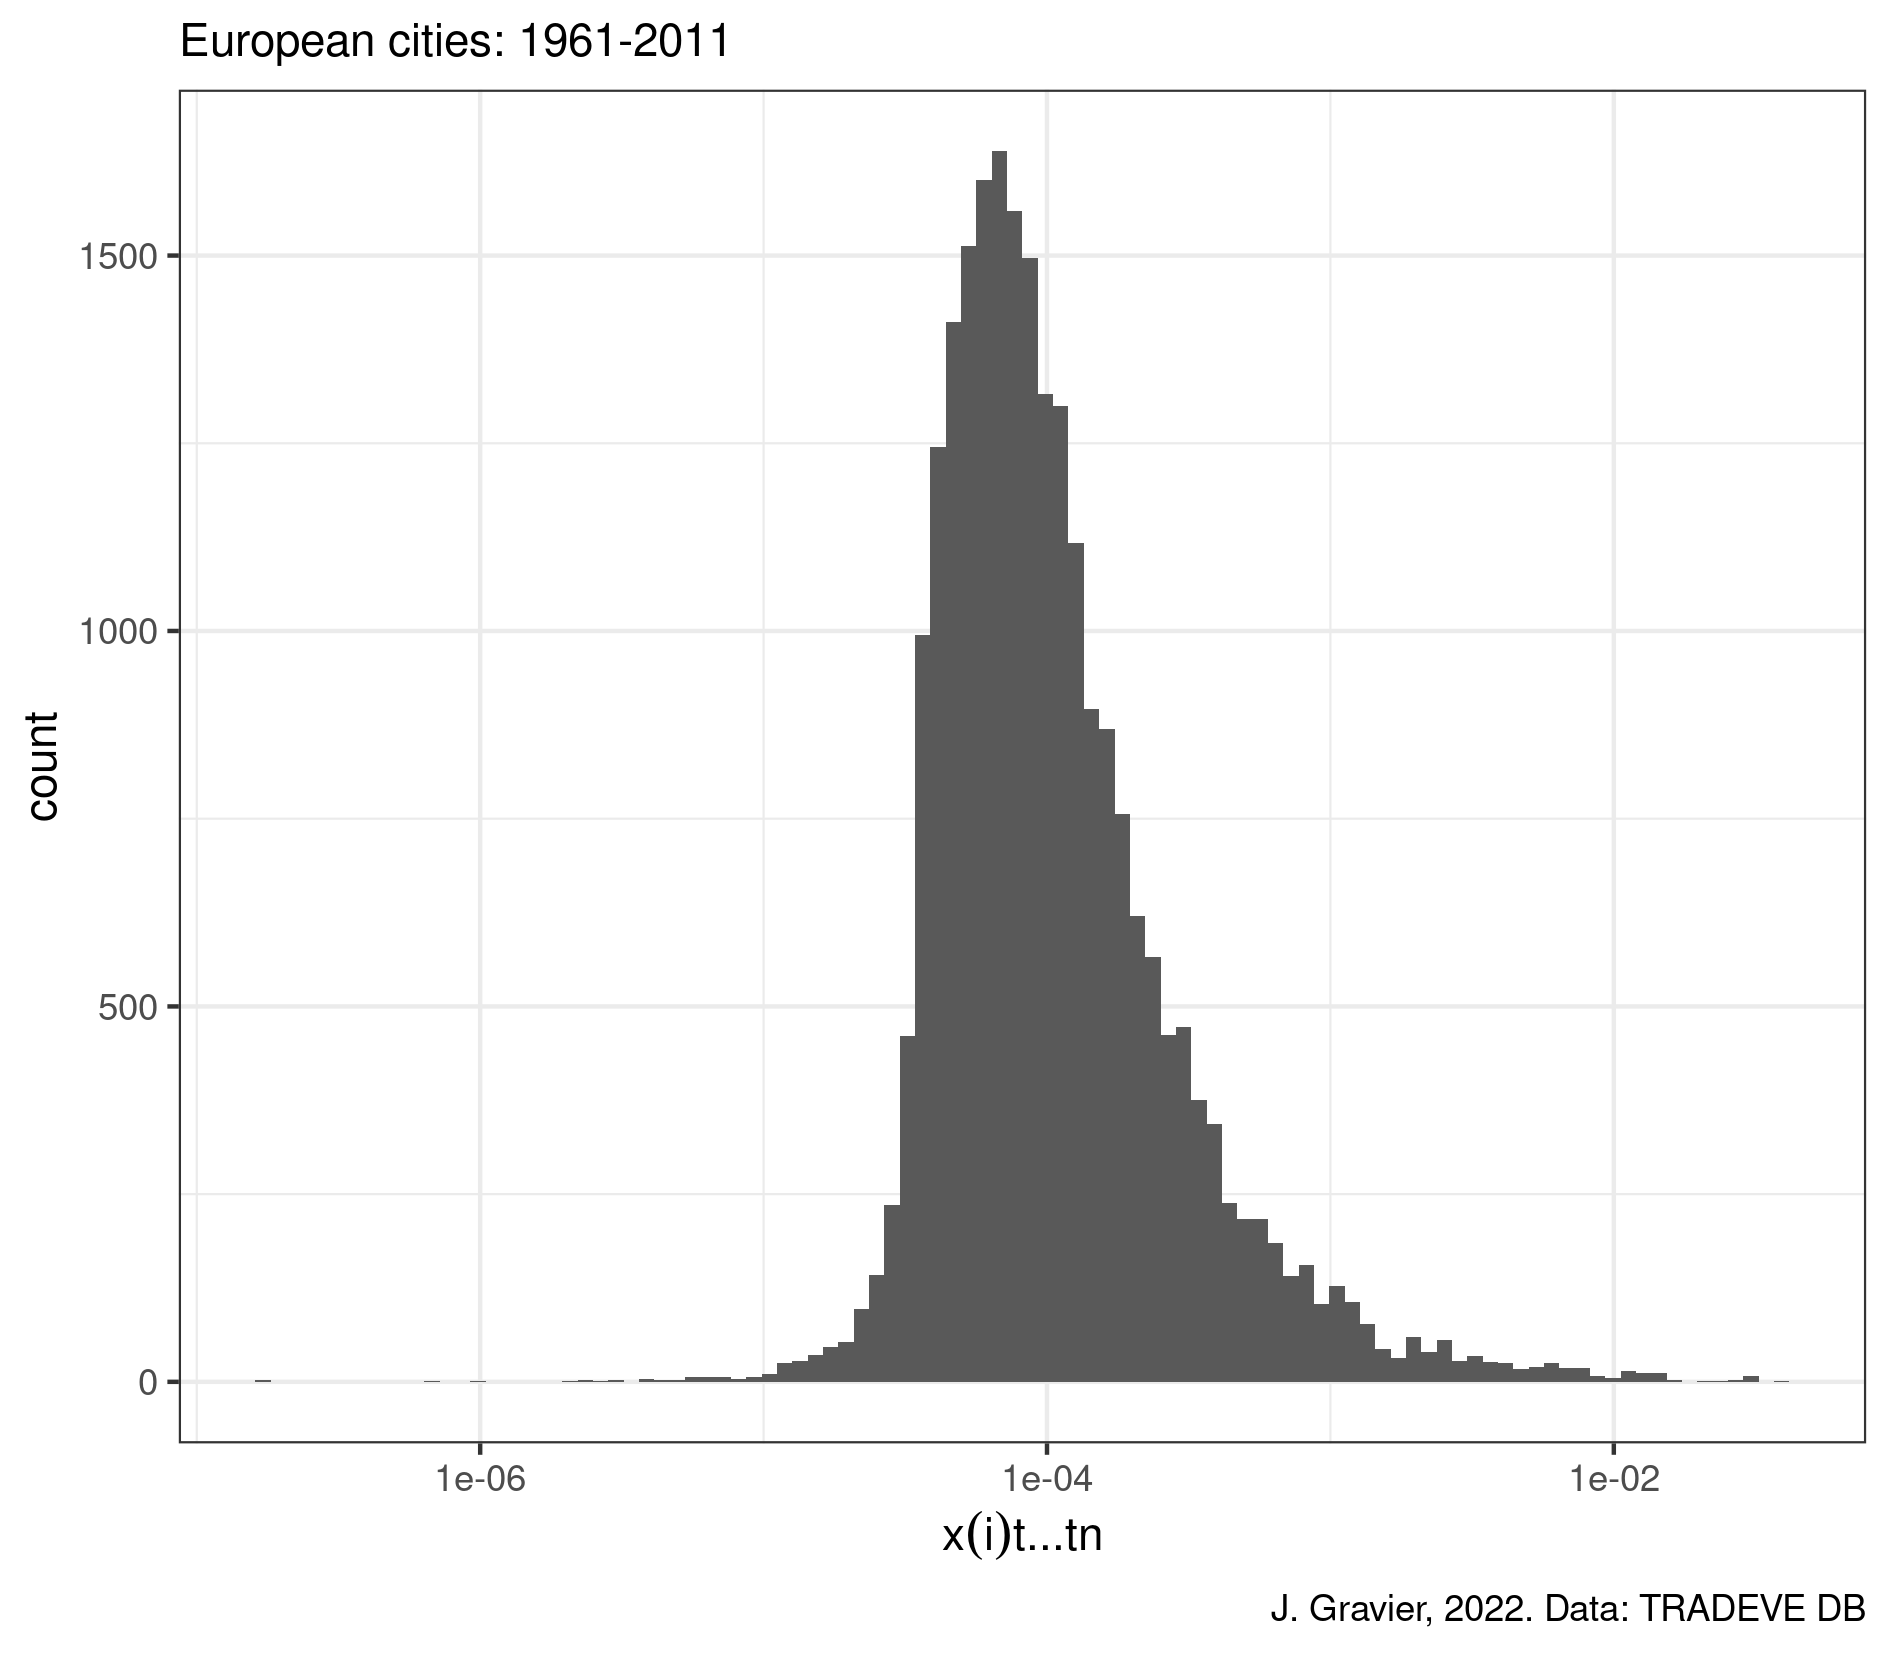 European cities: 1961-2011
1500
1000
500
0
count
1e-06 1e-04 1e-02
x(i)t...tn
J. Gravier, 2022. Data: TRADEVE DB